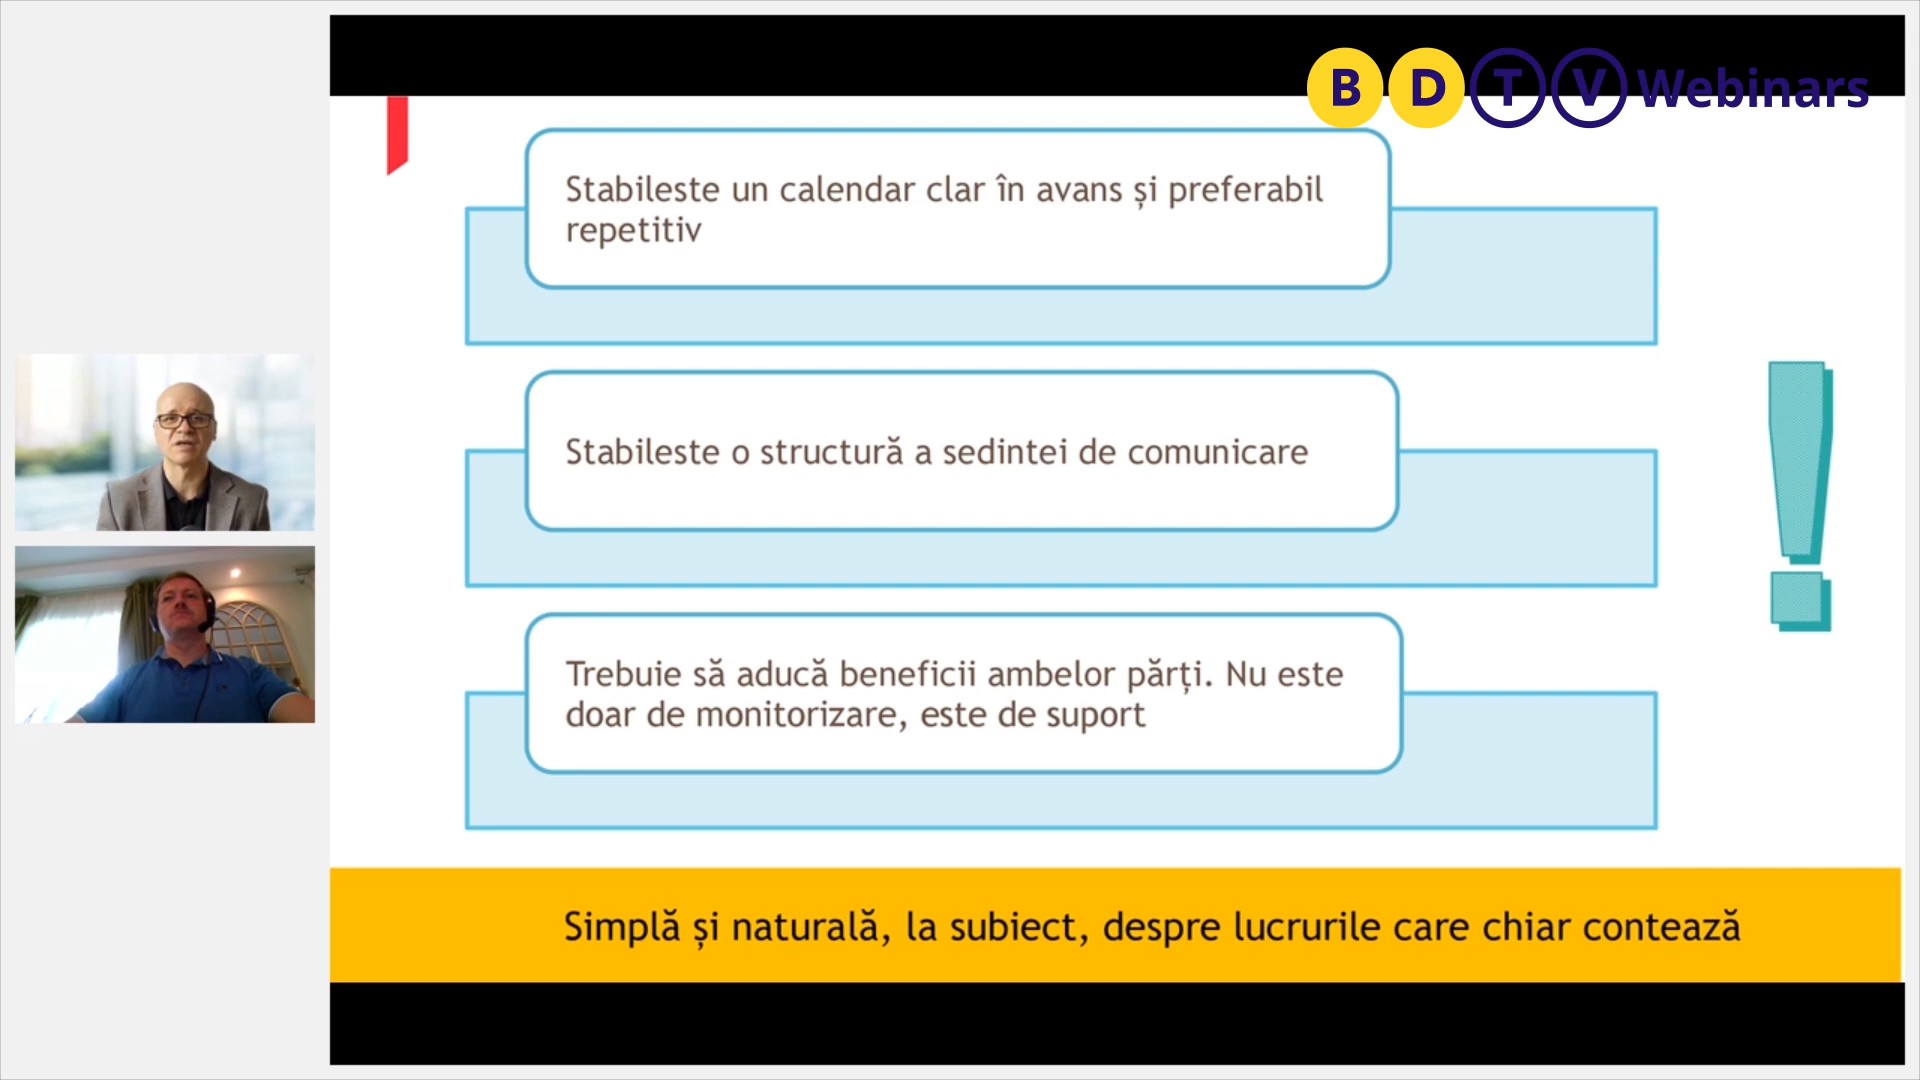 BDTV Webinars
Stabileste un calendar clar în avans și preferabil
repetitiv
Stabileste o structură a sedintei de comunicare
Trebuie să aducă beneficii ambelor părți. Nu este
doar de monitorizare, este de suport
!
Simplă și naturală, la subiect, despre lucrurile care chiar contează